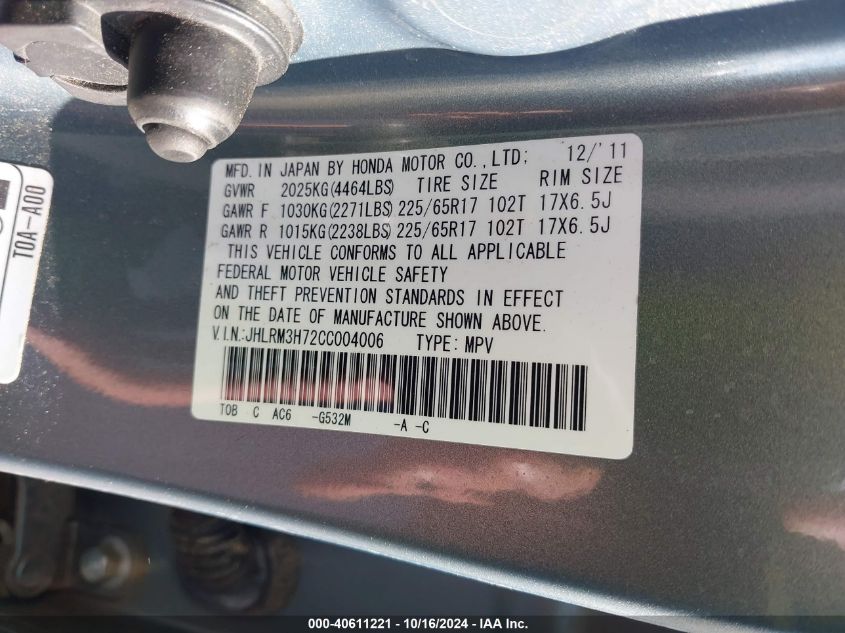 MFD. IN JAPAN BY HONDA MOTOR CO., LTD; 12/'11
GVWR 2025KG(4464LBS) TIRE SIZE RIM SIZE
GAWR F 1030KG(2271LBS) 225/65R17 102T 17X6.5J
GAWR R 1015KG(2238LBS) 225/65R17 102T 17X6.5J
THIS VEHICLE CONFORMS TO ALL APPLICABLE
FEDERAL MOTOR VEHICLE SAFETY
AND THEFT PREVENTION STANDARDS IN EFFECT
ON THE DATE OF MANUFACTURE SHOWN ABOVE.
V.I.N:JHLRM3H72CC004006 TYPE: MPV
TOB C AC6 -G532M -A -C
T0A-A00
000-40611221 - 10/16/2024 - IAA Inc.